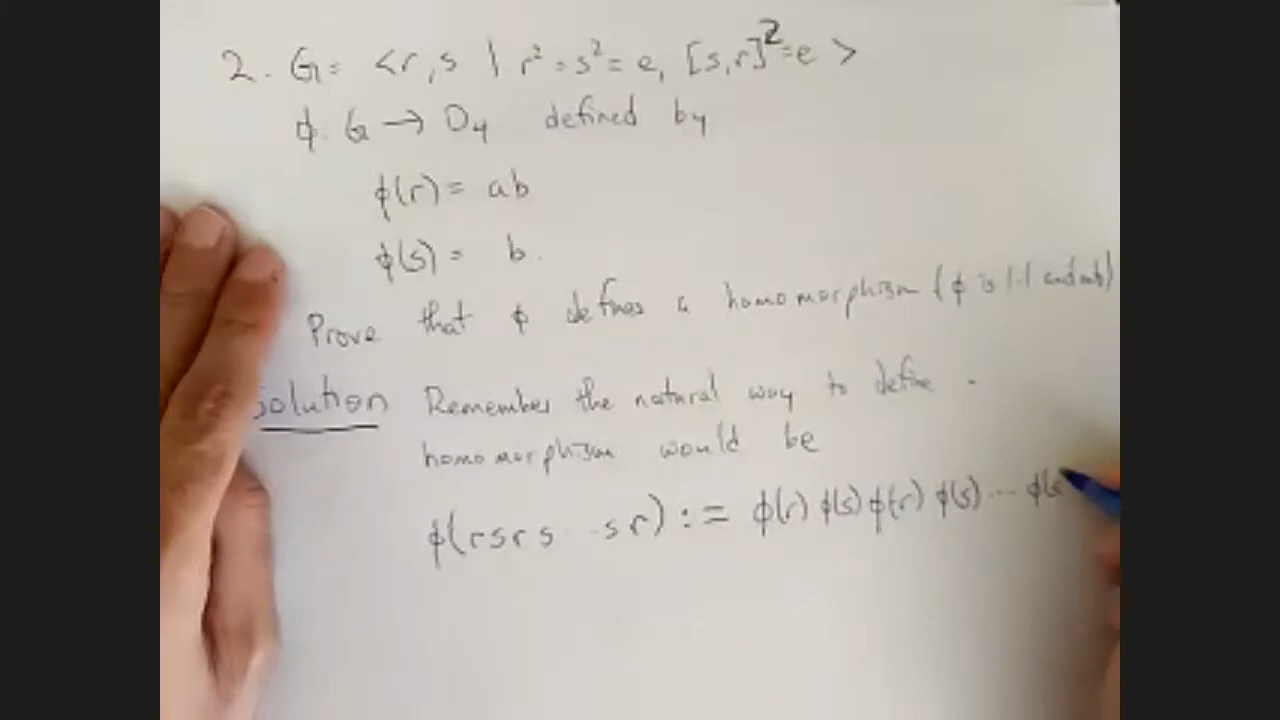 2. G = <r, s | r² = s² = e, [s,r]² = e >
ϕ: G → D₄ defined by
ϕ(r) = ab
ϕ(s) = b.
Prove that ϕ defines a homomorphism (ϕ is 1-1 and
Solution Remember the natural way to define
homomorphism would be
ϕ(rsrs...sr) := ϕ(r) ϕ(s) ϕ(r) ϕ(s) ... ϕ(s